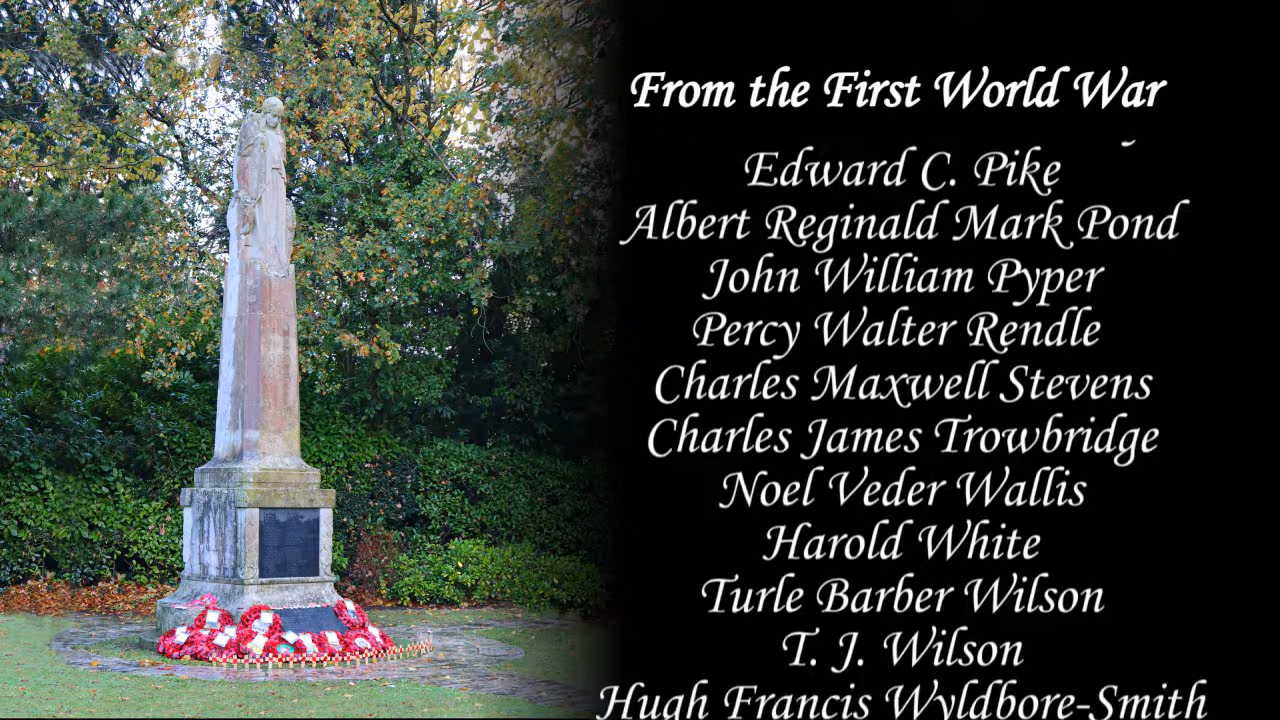 From the First World War
Edward C. Pike
Albert Reginald Mark Pond
John William Pyper
Percy Walter Rendle
Charles Maxwell Stevens
Charles James Trowbridge
Noel Veder Wallis
Harold White
Turle Barber Wilson
T. J. Wilson
Hugh Francis Wyldbore-Smith